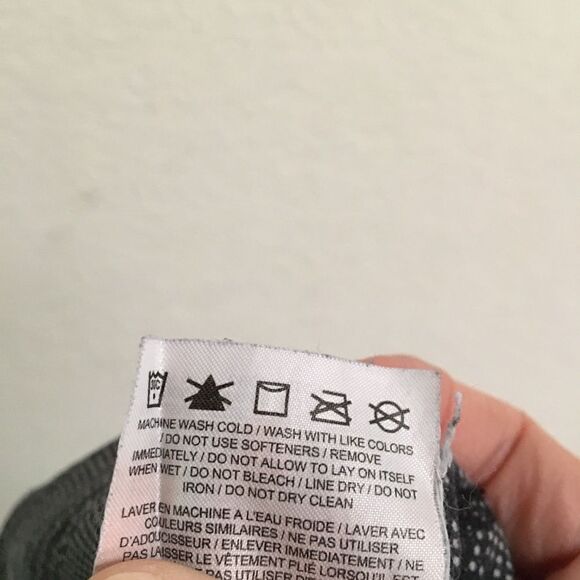 MACHINE WASH COLD / WASH WITH LIKE COLORS
/ DO NOT USE SOFTENERS / REMOVE
IMMEDIATELY / DO NOT ALLOW TO LAY ON ITSELF
WHEN WET / DO NOT BLEACH / LINE DRY / DO NOT
IRON / DO NOT DRY CLEAN
LAVER EN MACHINE A L'EAU FROIDE / LAVER AVEC
COULEURS SIMILAIRES / NE PAS UTILISER
D'ADOUCISSEUR / ENLEVER IMMEDIATEMENT / NE
PAS LAISSER LE VÊTEMENT PLIÉ LORSQU'IL EST
PAS UTILISER DE